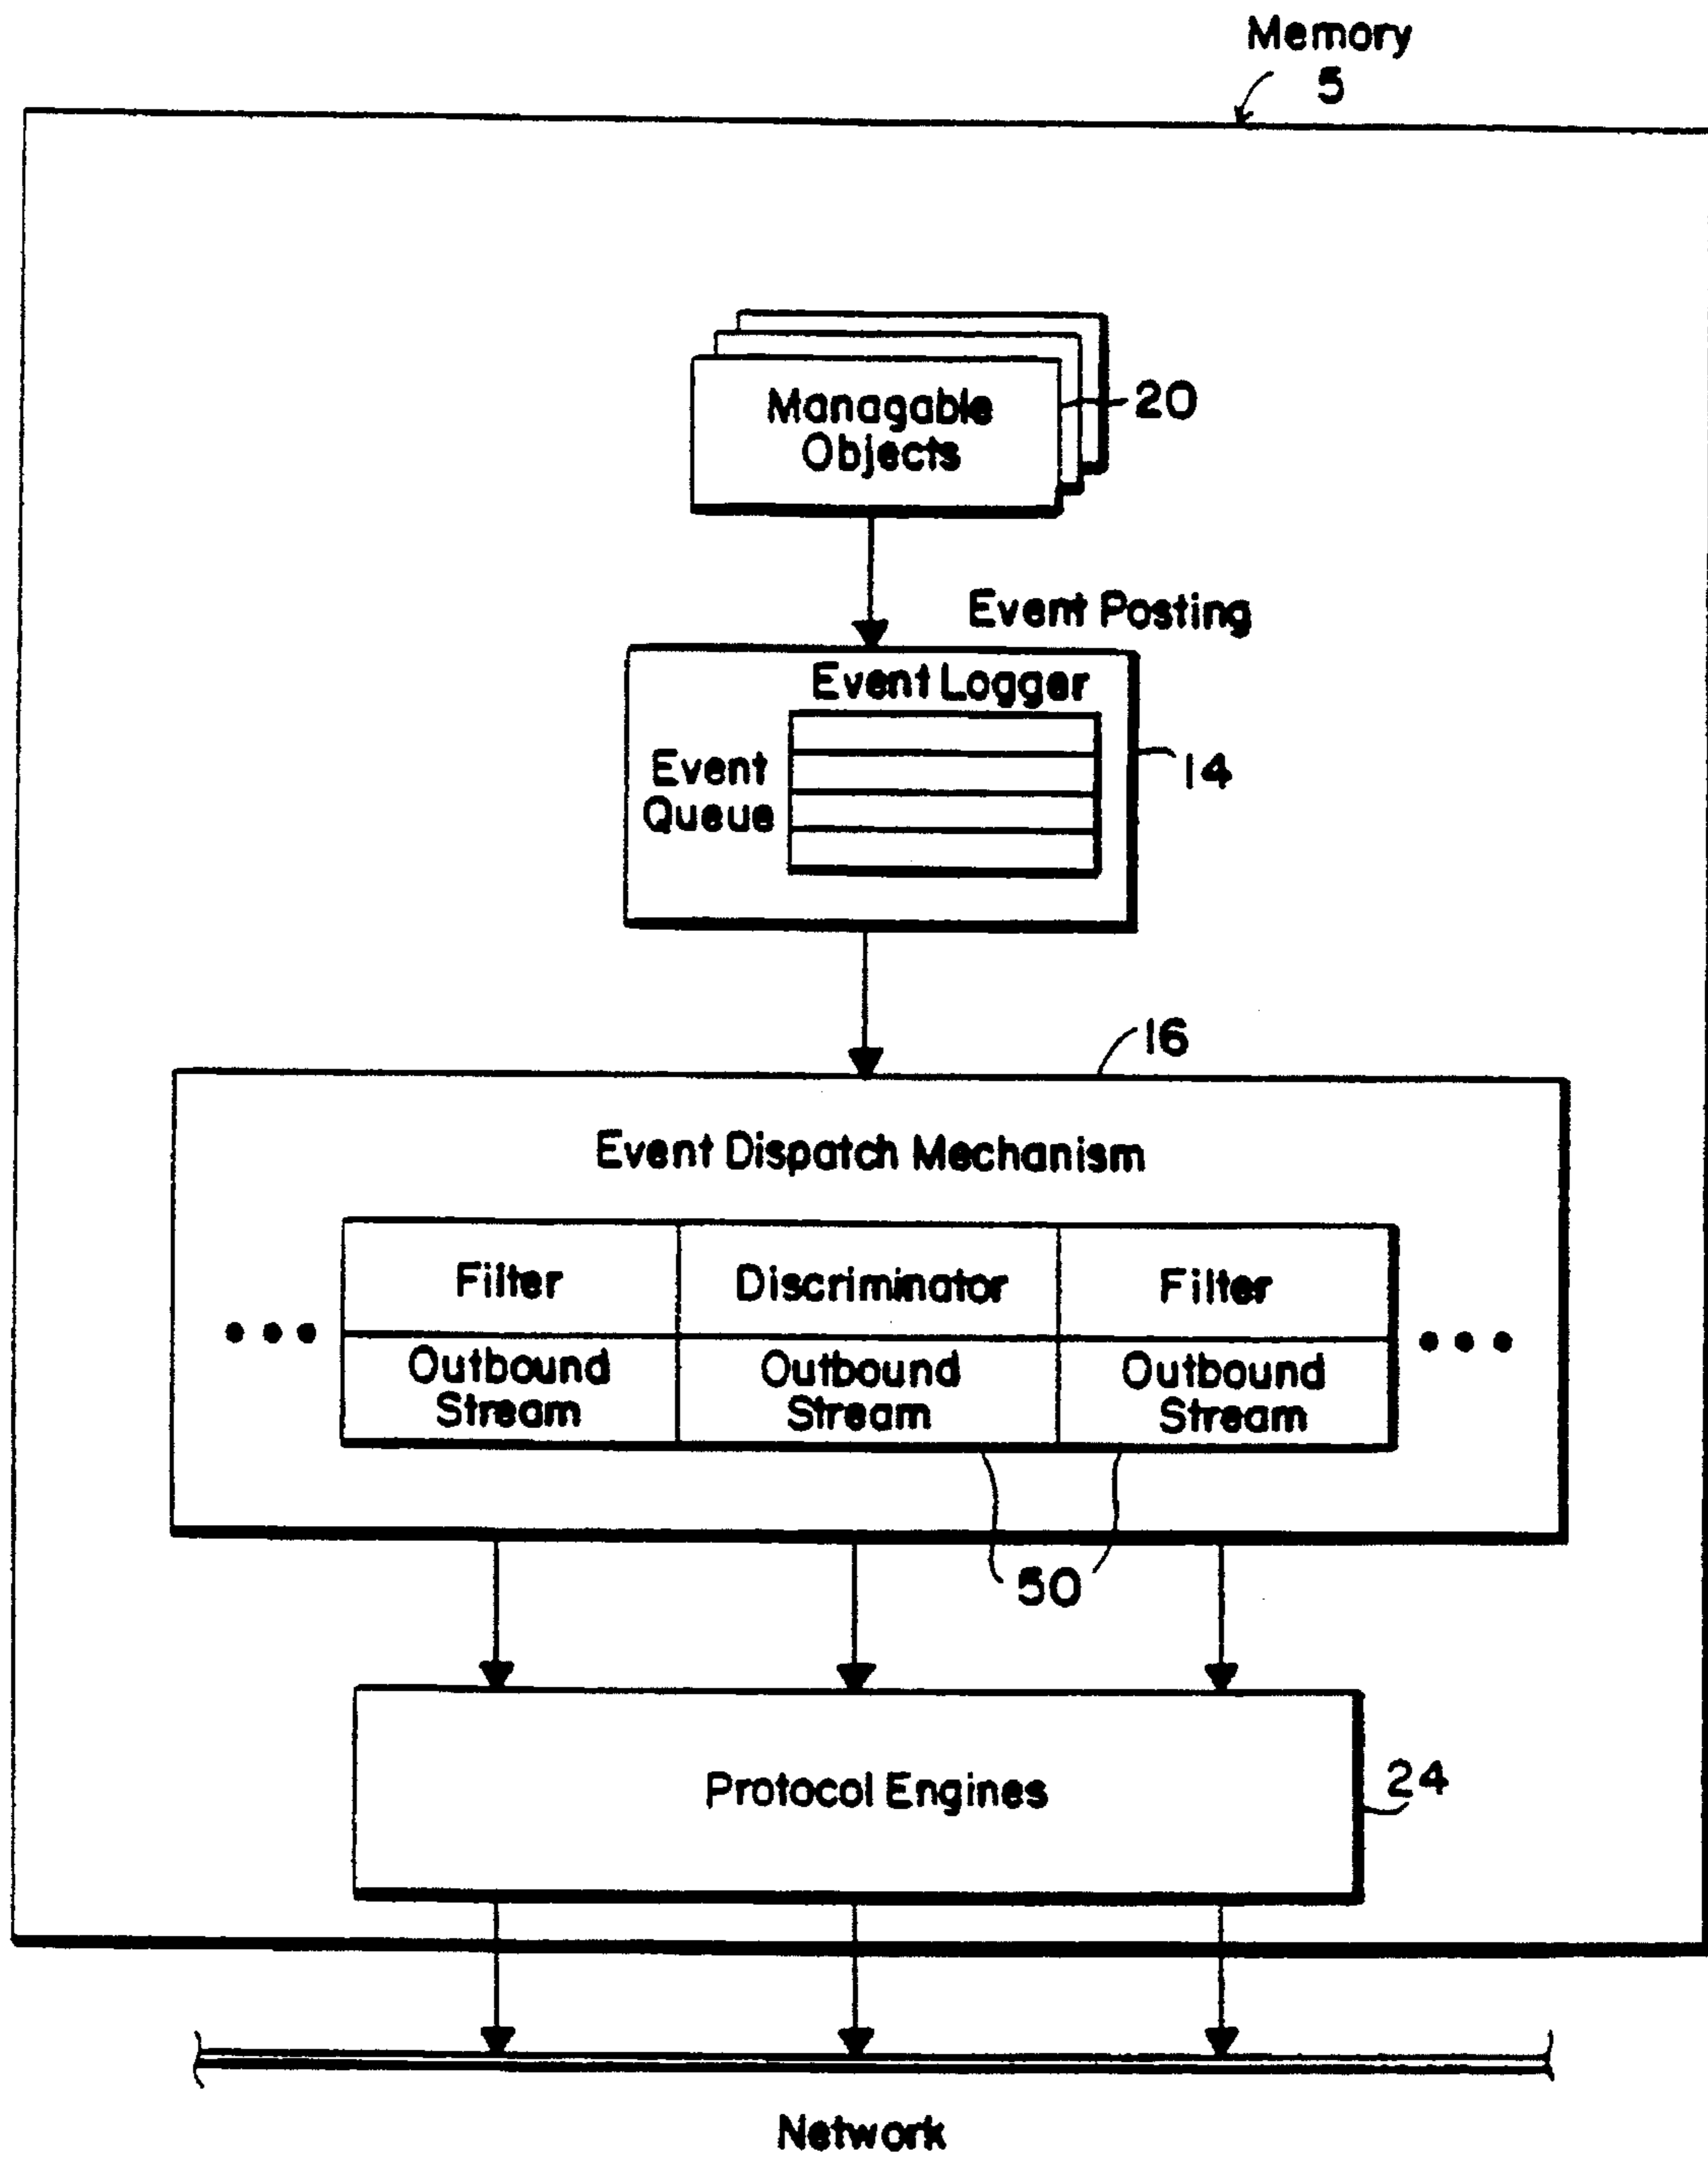 Memory
5
Managable
Objects
20
Event Posting
Event Logger
Event
Queue
14
16
Event Dispatch Mechanism
Filter
Discriminator
Filter
Outbound
Stream
Outbound
Stream
Outbound
Stream
50
Protocol Engines
24
Network